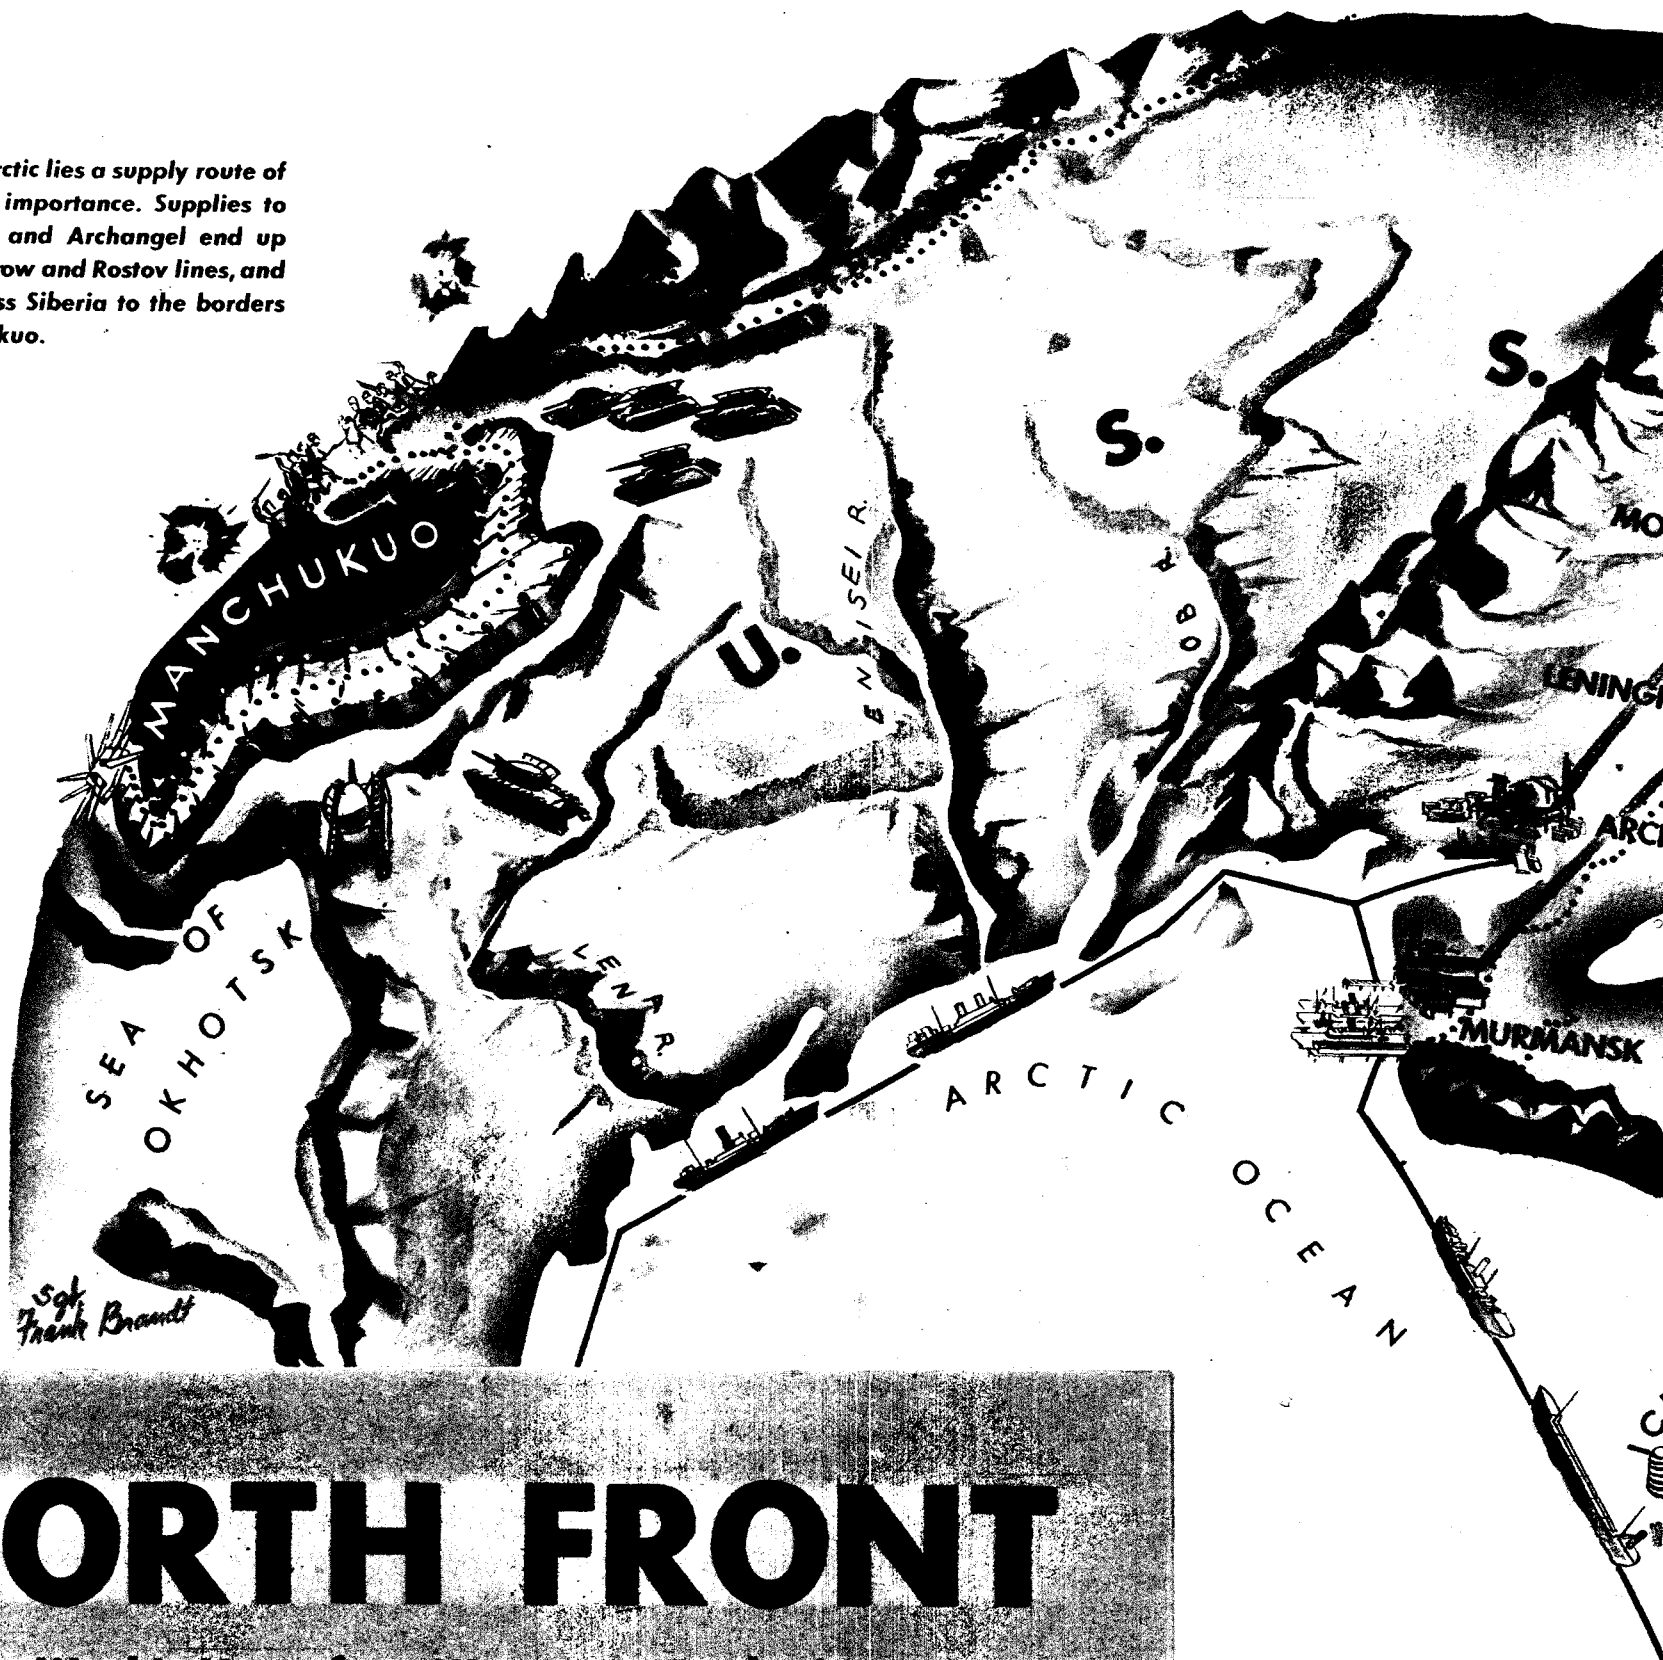 rctic lies a supply route of
importance. Supplies to
and Archangel end up
ow and Rostov lines, and
ss Siberia to the borders
kuo.
S.
S.
MO
MANCHUKUO
ENISEI R.
OB R.
U.
LENING
ARC
SEA OF
OKHOTSK
LENA R.
MURMANSK
ARCTIC OCEAN
Sgt.
Frank Brandt
ORTH FRONT